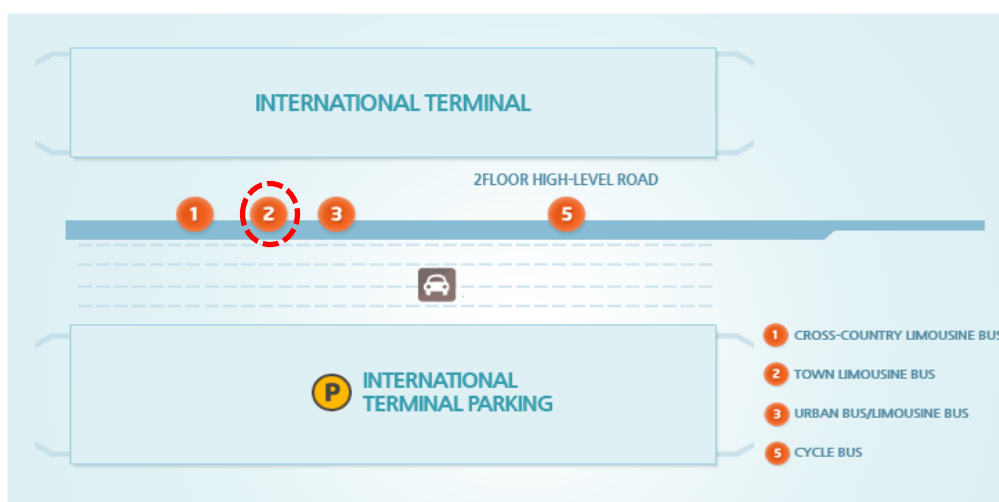 INTERNATIONAL TERMINAL
2FLOOR HIGH-LEVEL ROAD
1 2 3 5
P INTERNATIONAL
TERMINAL PARKING
1 CROSS-COUNTRY LIMOUSINE BUS
2 TOWN LIMOUSINE BUS
3 URBAN BUS/LIMOUSINE BUS
5 CYCLE BUS